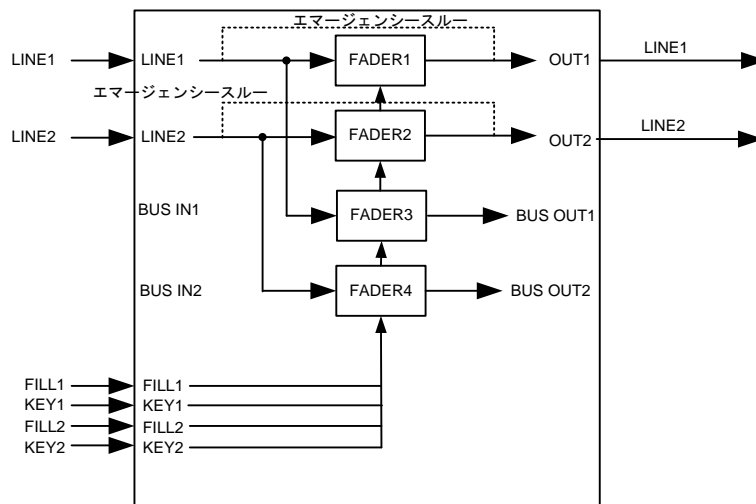 エマージェンシースルー
LINE1
LINE1
FADER1
OUT1
LINE1
エマージェンシースルー
LINE2
LINE2
FADER2
OUT2
LINE2
BUS IN1
FADER3
BUS OUT1
BUS IN2
FADER4
BUS OUT2
FILL1
FILL1
KEY1
KEY1
FILL2
FILL2
KEY2
KEY2